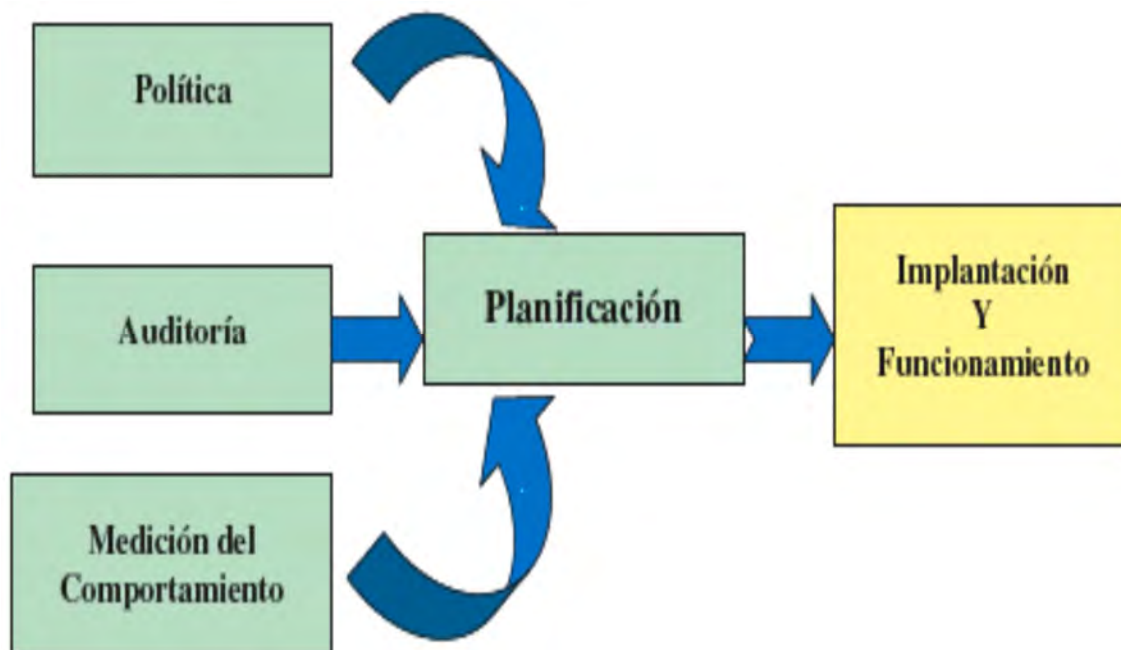 Política
Auditoría
Medición del
Comportamiento
Planificación
Implantación
Y
Funcionamiento